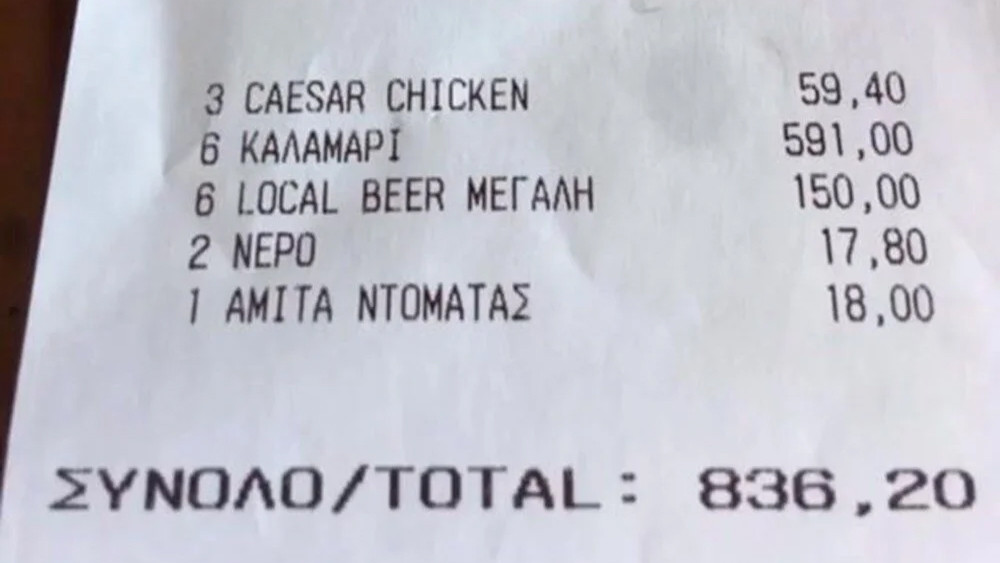 3 CAESAR CHICKEN 59,40
6 ΚΑΛΑΜΑΡΙ 591,00
6 LOCAL BEER ΜΕΓΑΛΗ 150,00
2 ΝΕΡΟ 17,80
1 ΑΜΙΤΑ ΝΤΟΜΑΤΑΣ 18,00
ΣΥΝΟΛΟ/TOTAL: 836,20